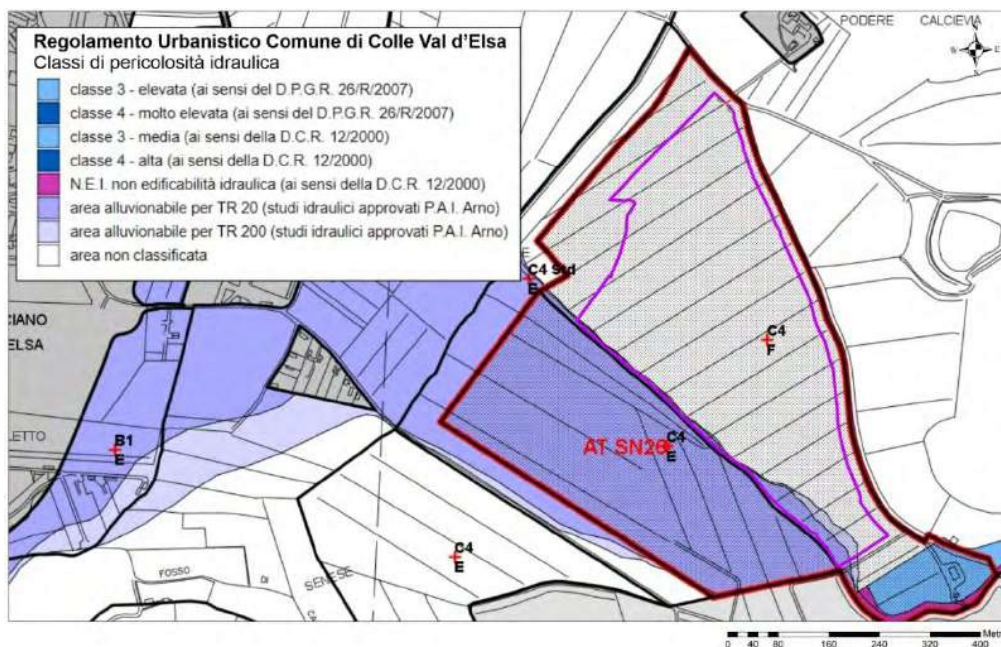 PODERE CALCIEVIA
Regolamento Urbanistico Comune di Colle Val d'Elsa
Classi di pericolosità idraulica
classe 3 - elevata (ai sensi del D.P.G.R. 26/R/2007)
classe 4 - molto elevata (ai sensi del D.P.G.R. 26/R/2007)
classe 3 - media (ai sensi della D.C.R. 12/2000)
classe 4 - alta (ai sensi della D.C.R. 12/2000)
N.E.I. non edificabilità idraulica (ai sensi della D.C.R. 12/2000)
area alluvionabile per TR 20 (studi idraulici approvati P.A.I. Arno)
area alluvionabile per TR 200 (studi idraulici approvati P.A.I. Arno)
area non classificata
C4 Std
E
CIANO
ELSA
C4
F
LETTO
B1
E
AT SN26
C4
E
C4
E
FOSSO
DI
SENESE
0 40 80 160 240 320 400